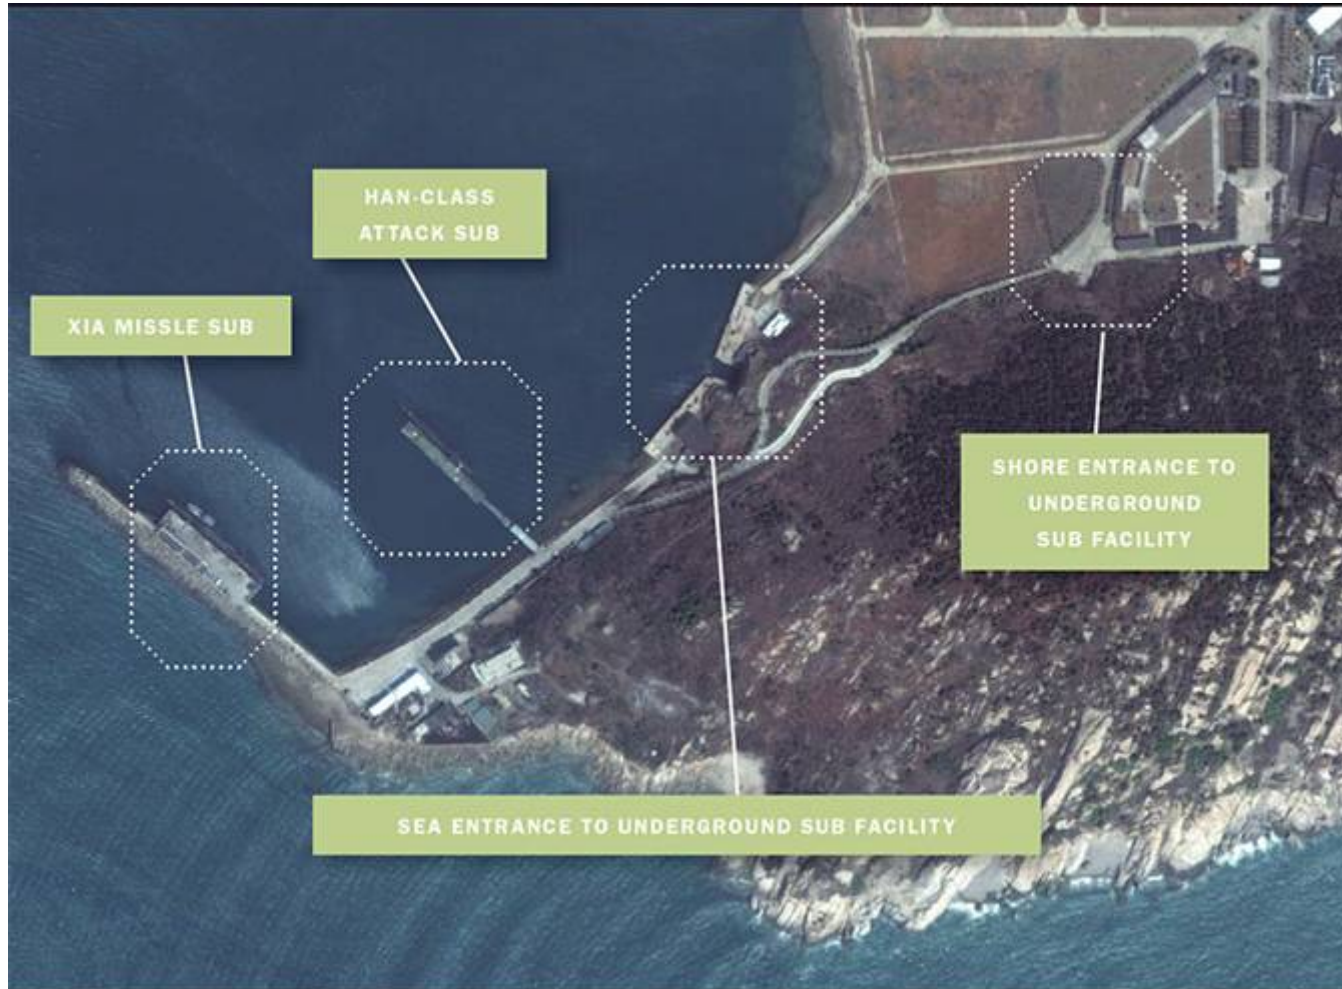 HAN-CLASS
ATTACK SUB
XIA MISSLE SUB
SHORE ENTRANCE TO
UNDERGROUND
SUB FACILITY
SEA ENTRANCE TO UNDERGROUND SUB FACILITY